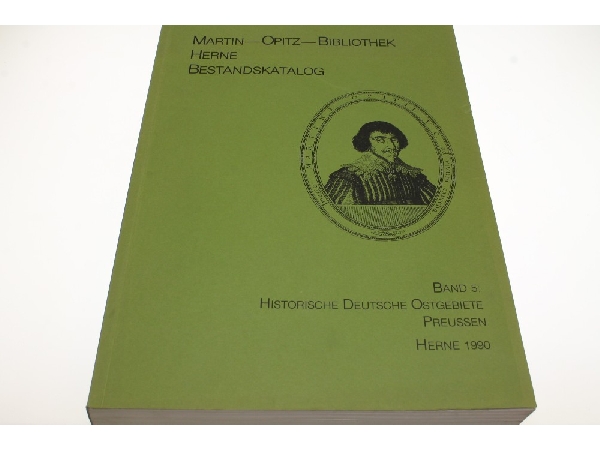 MARTIN—OPITZ—BIBLIOTHEK
HERNE
BESTANDSKATALOG
BAND 5:
HISTORISCHE DEUTSCHE OSTGEBIETE
PREUSSEN
HERNE 1990